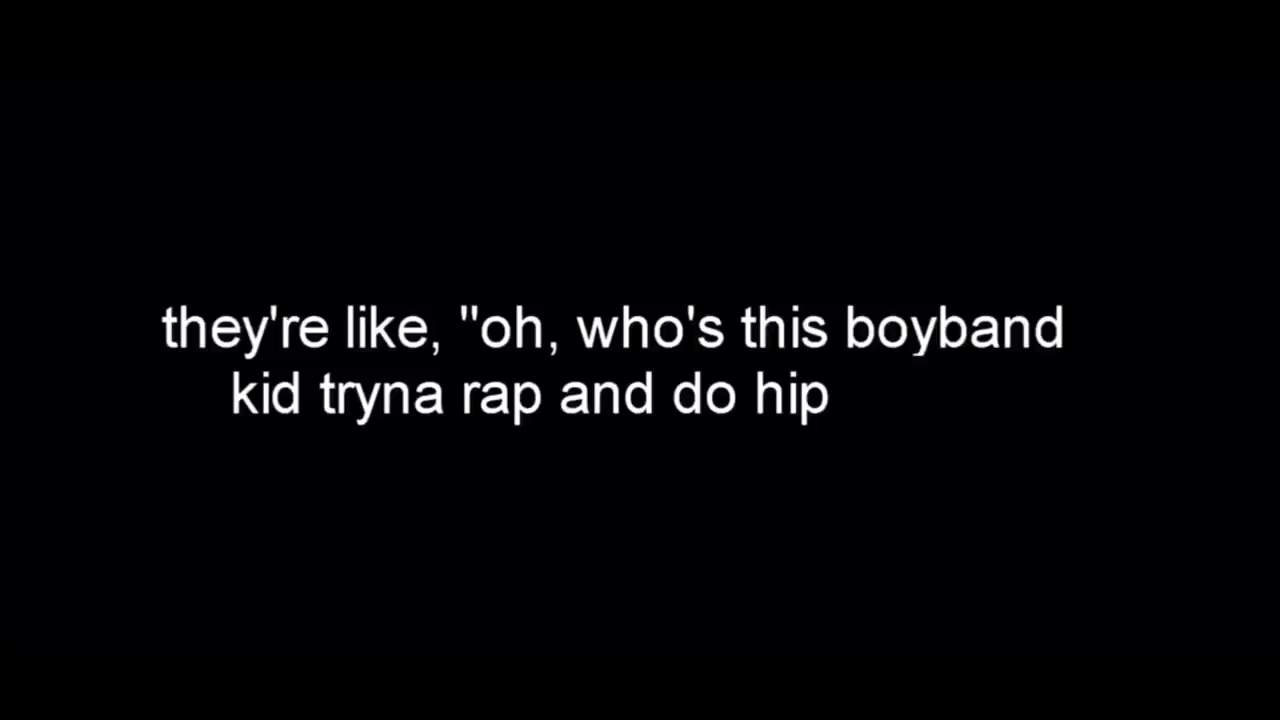 they're like, "oh, who's this boyband
kid tryna rap and do hip